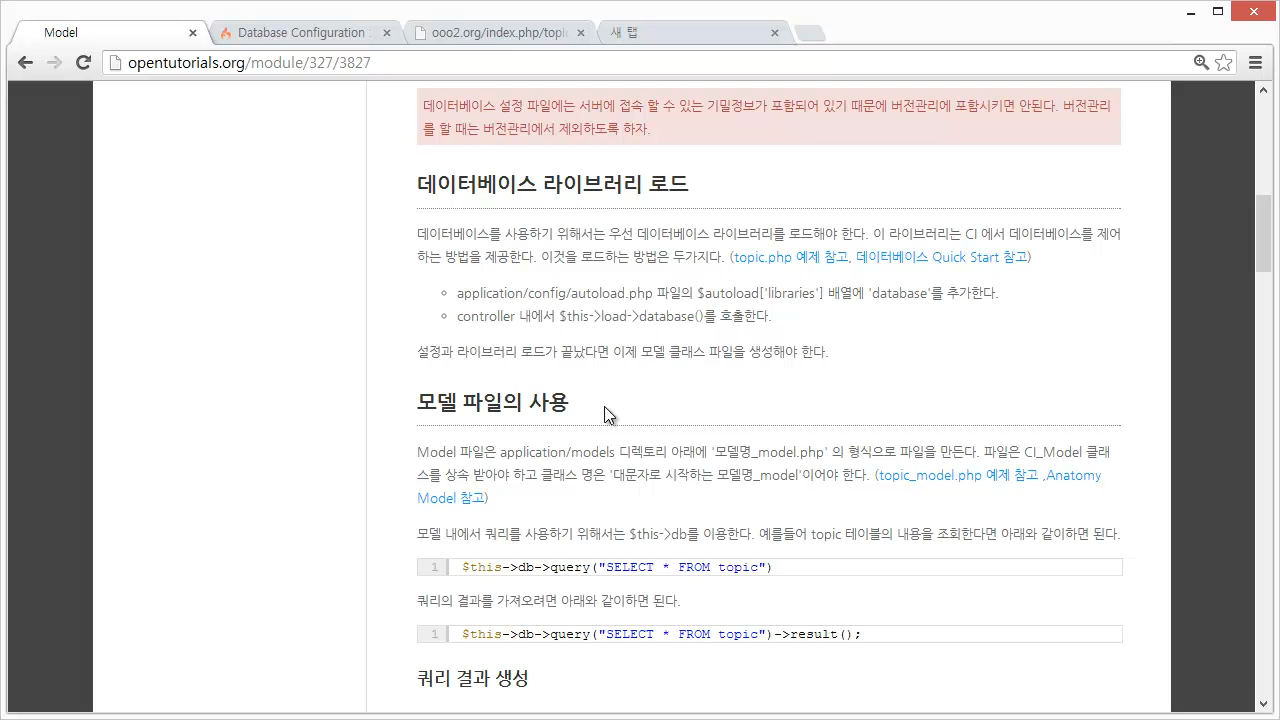 Model
Database Configuration
ooo2.org/index.php/topi
새 탭
opentutorials.org/module/327/3827
데이터베이스 설정 파일에는 서버에 접속 할 수 있는 기밀정보가 포함되어 있기 때문에 버전관리에 포함시키면 안된다. 버전관리
를 할 때는 버전관리에서 제외하도록 하자.
데이터베이스 라이브러리 로드
데이터베이스를 사용하기 위해서는 우선 데이터베이스 라이브러리를 로드해야 한다. 이 라이브러리는 CI 에서 데이터베이스를 제어
하는 방법을 제공한다. 이것을 로드하는 방법은 두가지다. (topic.php 예제 참고, 데이터베이스 Quick Start 참고)
application/config/autoload.php 파일의 $autoload['libraries'] 배열에 'database'를 추가한다.
controller 내에서 $this->load->database()를 호출한다.
설정과 라이브러리 로드가 끝났다면 이제 모델 클래스 파일을 생성해야 한다.
모델 파일의 사용
Model 파일은 application/models 디렉토리 아래에 '모델명_model.php' 의 형식으로 파일을 만든다. 파일은 CI_Model 클래
스를 상속 받아야 하고 클래스 명은 '대문자로 시작하는 모델명_model'이어야 한다. (topic_model.php 예제 참고 ,Anatomy
Model 참고)
모델 내에서 쿼리를 사용하기 위해서는 $this->db를 이용한다. 예를들어 topic 테이블의 내용을 조회한다면 아래와 같이하면 된다.
1 $this->db->query("SELECT * FROM topic")
쿼리의 결과를 가져오려면 아래와 같이하면 된다.
1 $this->db->query("SELECT * FROM topic")->result();
쿼리 결과 생성